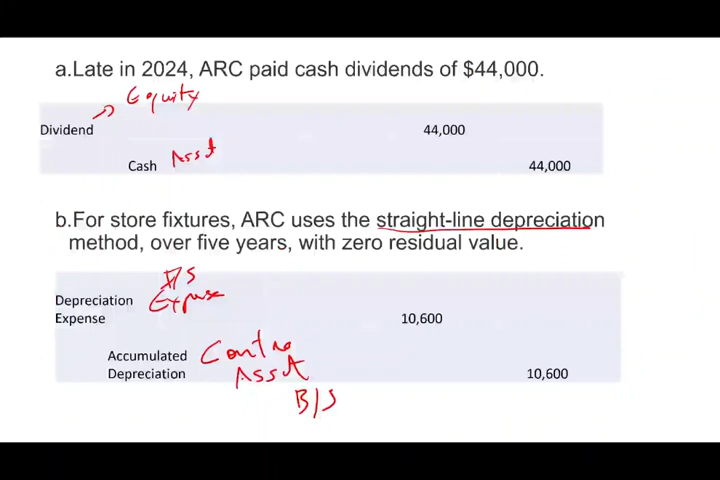 a.Late in 2024, ARC paid cash dividends of $44,000.
Equity
Dividend 44,000
Asset
Cash 44,000
b.For store fixtures, ARC uses the straight-line depreciation
method, over five years, with zero residual value.
I/S
Depreciation Expense
Expense 10,600
Accumulated Contra
Depreciation Asset 10,600
B/S